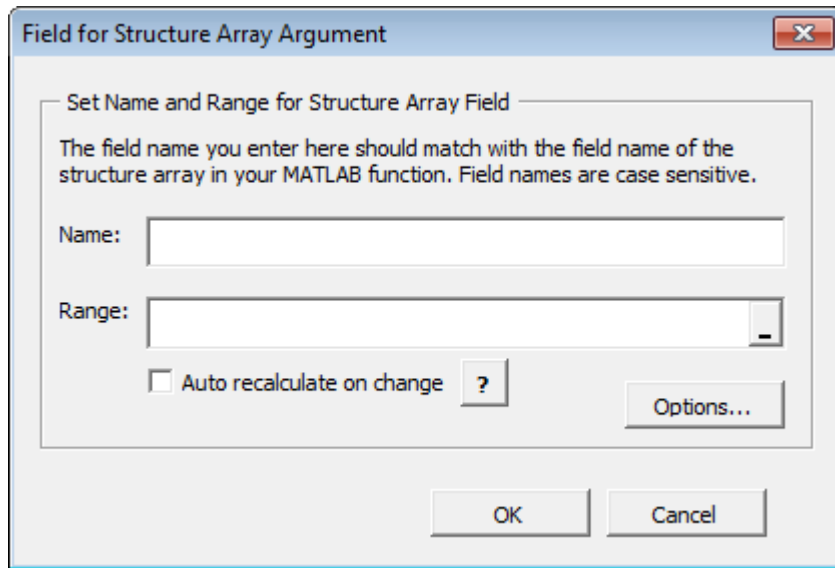 Field for Structure Array Argument
Set Name and Range for Structure Array Field
The field name you enter here should match with the field name of the
structure array in your MATLAB function. Field names are case sensitive.
Name:
Range:
_
Auto recalculate on change ?
Options...
OK Cancel